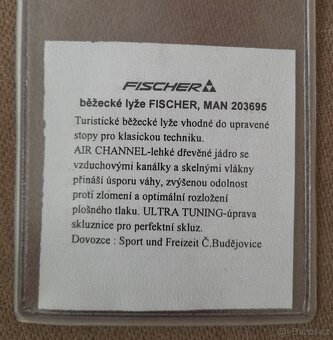 FISCHER
běžecké lyže FISCHER, MAN 203695
Turistické běžecké lyže vhodné do upravené
stopy pro klasickou techniku.
AIR CHANNEL-lehké dřevěné jádro se
vzduchovými kanálky a skelnými vlákny
přináší úsporu váhy, zvýšenou odolnost
proti zlomení a optimální rozložení
plošného tlaku. ULTRA TUNING-úprava
skluznice pro perfektní skluz.
Dovozce : Sport und Freizeit Č.Budějovice